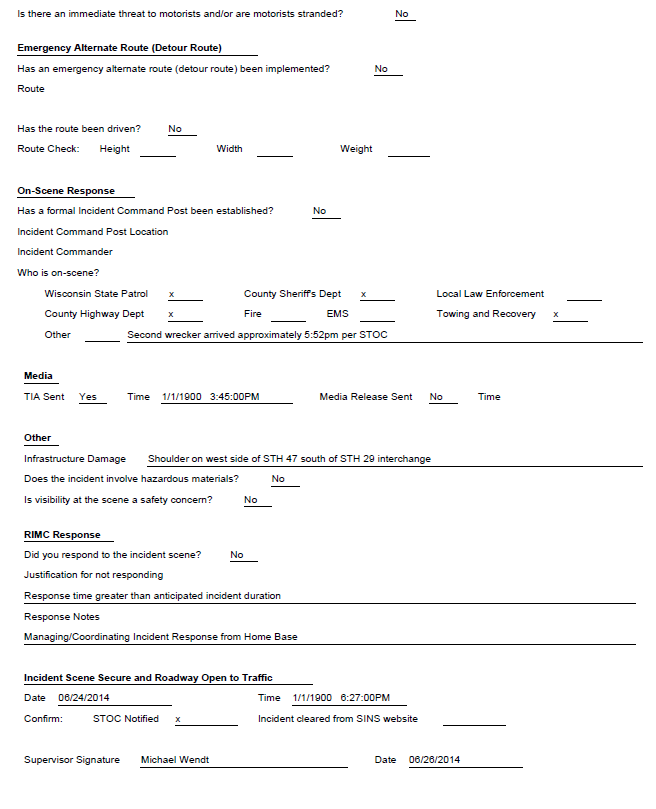 Is there an immediate threat to motorists and/or are motorists stranded? No
Emergency Alternate Route (Detour Route)
Has an emergency alternate route (detour route) been implemented? No
Route
Has the route been driven? No
Route Check: Height Width Weight
On-Scene Response
Has a formal Incident Command Post been established? No
Incident Command Post Location
Incident Commander
Who is on-scene?
Wisconsin State Patrol x County Sheriff's Dept x Local Law Enforcement
County Highway Dept x Fire EMS Towing and Recovery x
Other Second wrecker arrived approximately 5:52pm per STOC
Media
TIA Sent Yes Time 1/1/1900 3:45:00PM Media Release Sent No Time
Other
Infrastructure Damage Shoulder on west side of STH 47 south of STH 29 interchange
Does the incident involve hazardous materials? No
Is visibility at the scene a safety concern? No
RIMC Response
Did you respond to the incident scene? No
Justification for not responding
Response time greater than anticipated incident duration
Response Notes
Managing/Coordinating Incident Response from Home Base
Incident Scene Secure and Roadway Open to Traffic
Date 06/24/2014 Time 1/1/1900 6:27:00PM
Confirm: STOC Notified x Incident cleared from SINS website
Supervisor Signature Michael Wendt Date 06/26/2014